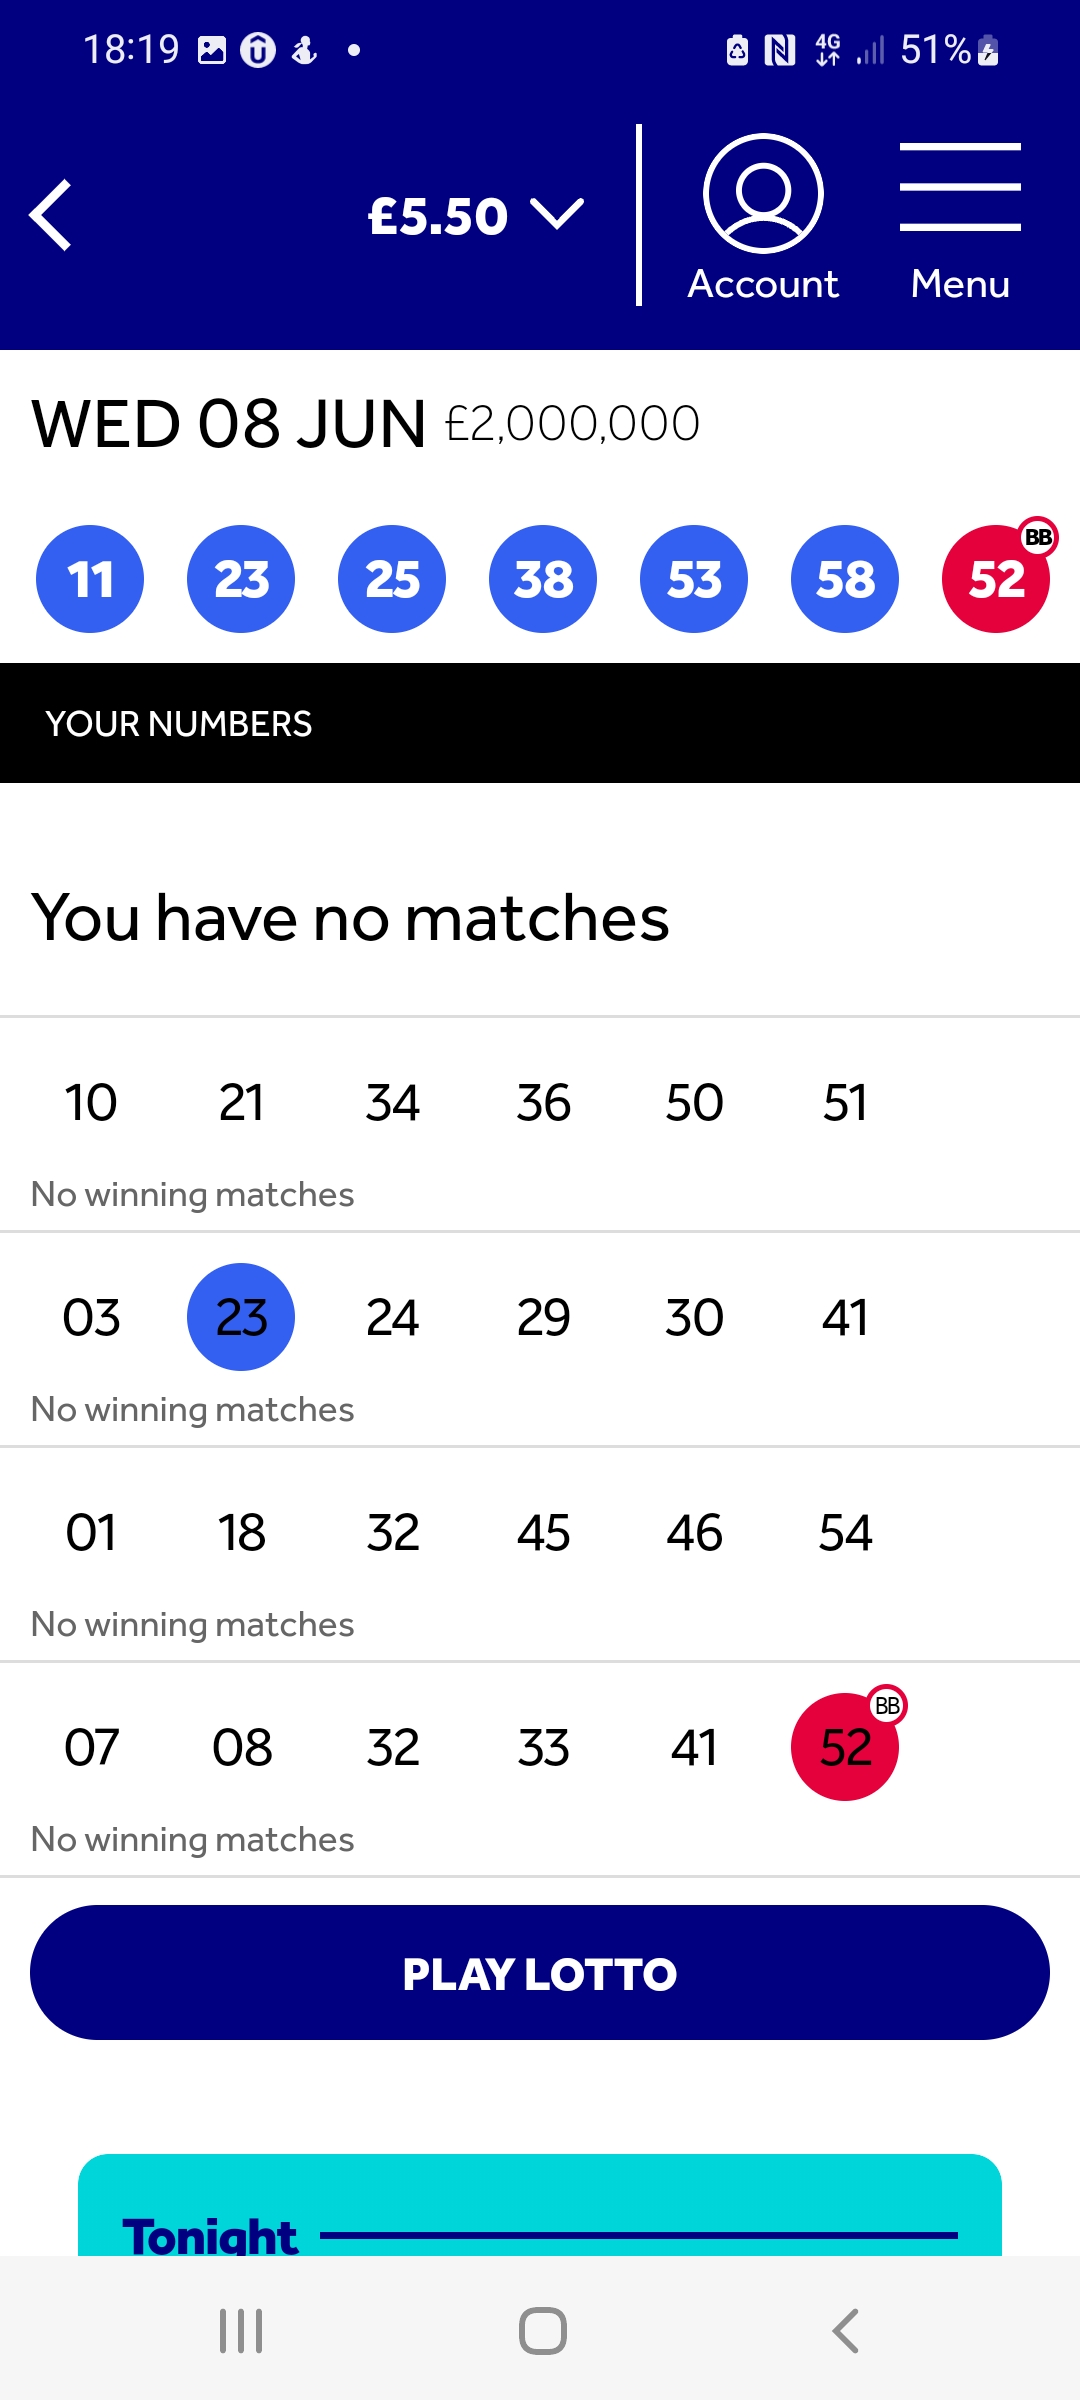 18:19 4G 51%
£5.50
Account Menu
WED 08 JUN £2,000,000
11 23 25 38 53 58 52 BB
YOUR NUMBERS
You have no matches
10 21 34 36 50 51
No winning matches
03 23 24 29 30 41
No winning matches
01 18 32 45 46 54
No winning matches
07 08 32 33 41 52 BB
No winning matches
PLAY LOTTO
Tonight